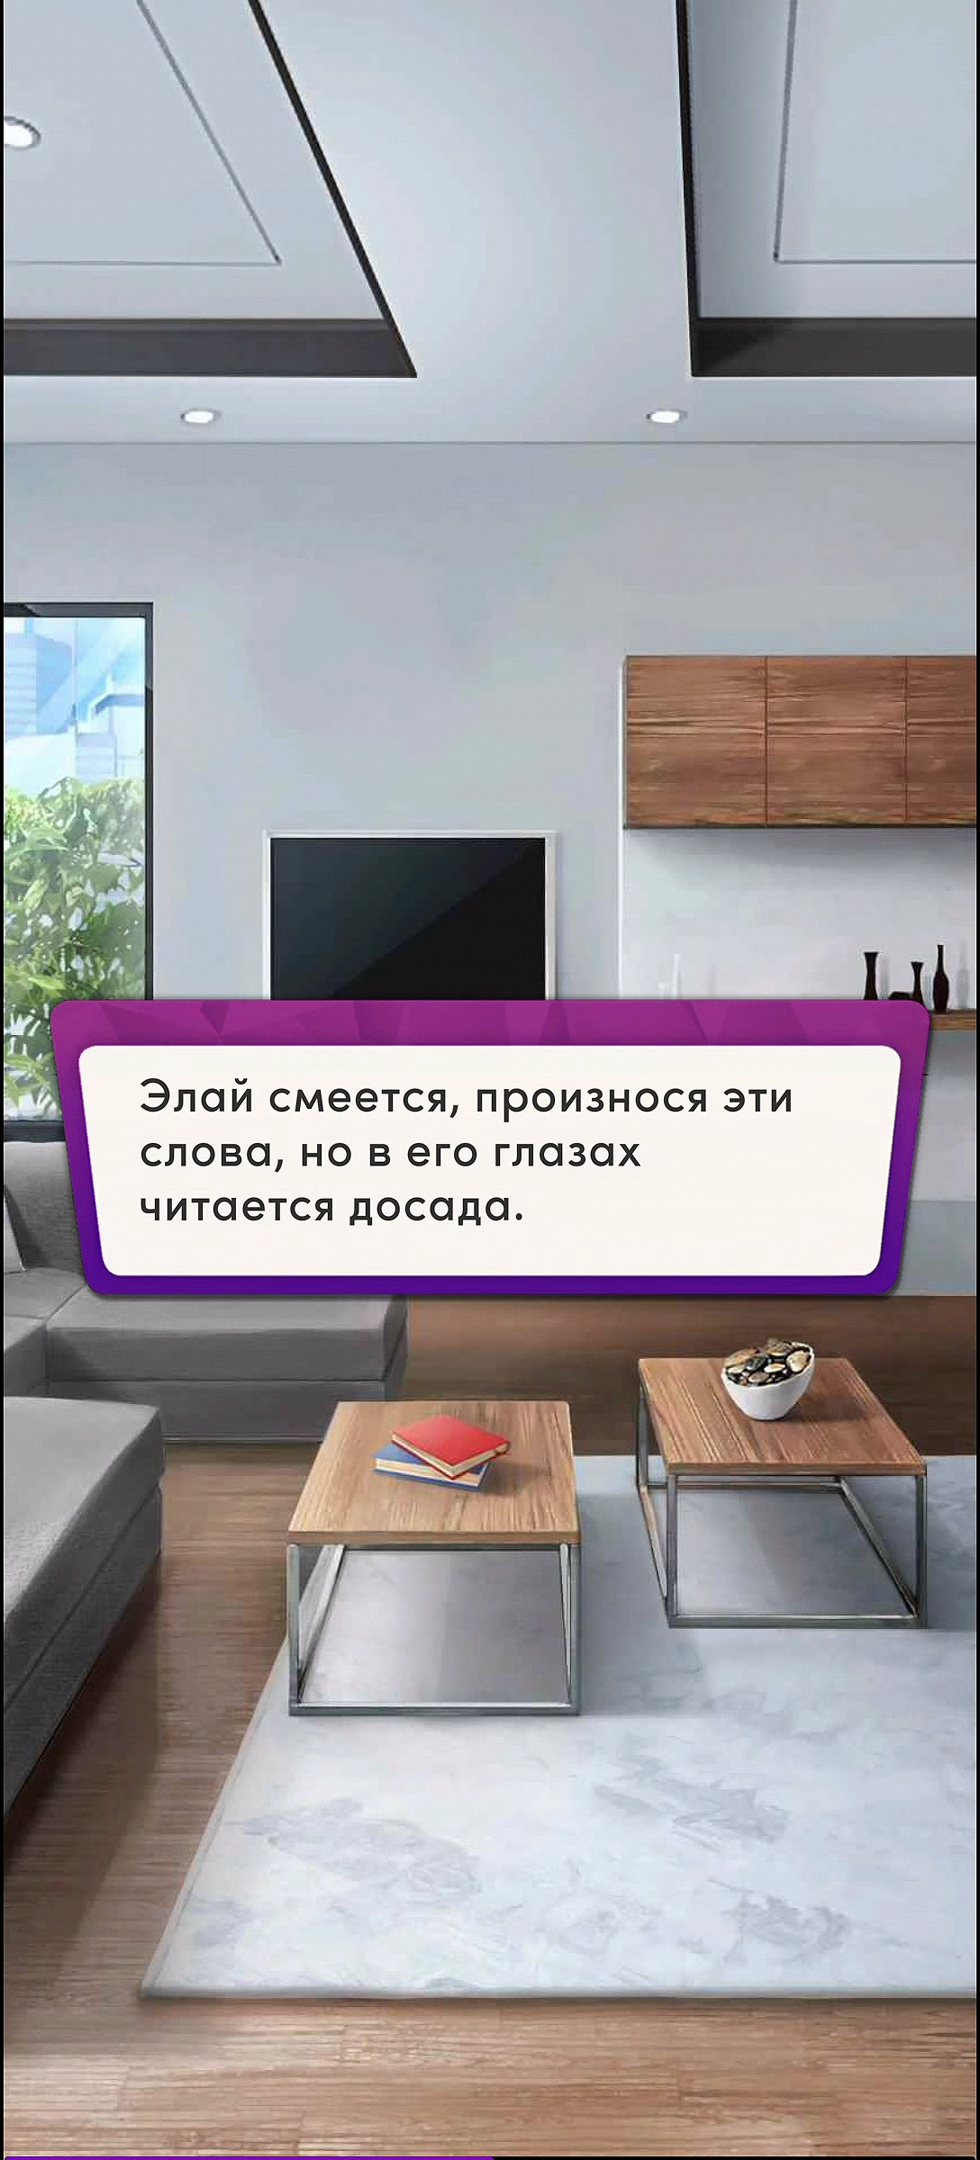 Элай смеется, произнося эти
слова, но в его глазах
читается досада.